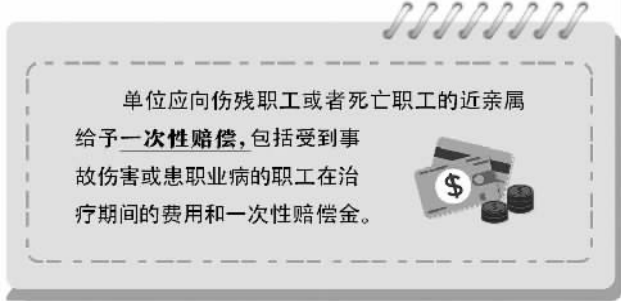 单位应向伤残职工或者死亡职工的近亲属
给予一次性赔偿，包括受到事
故伤害或患职业病的职工在治
疗期间的费用和一次性赔偿金。
$